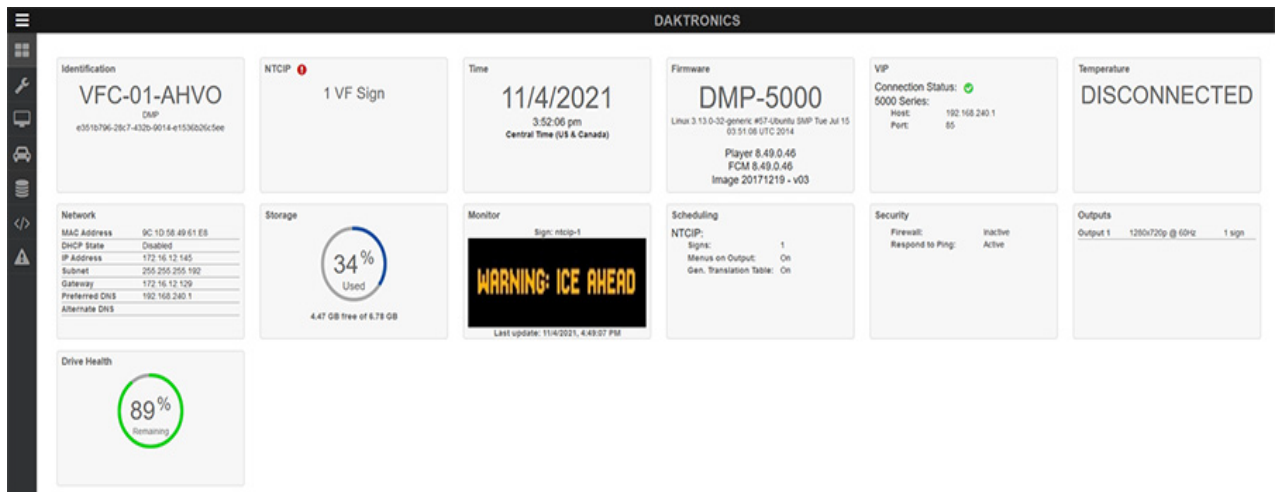 DAKTRONICS
Identification
VFC-01-AHVO
DMP
e351b796-28c7-432b-9014-e1536b26c5ee
NTCIP
1 VF Sign
Time
11/4/2021
3:52:06 pm
Central Time (US & Canada)
Firmware
DMP-5000
Linux 3.13.0-32-generic #57-Ubuntu SMP Tue Jul 15
03:51:08 UTC 2014
Player 8.49.0.46
FCM 8.49.0.46
Image 20171219 - v03
VIP
Connection Status:
5000 Series:
Host: 192.168.240.1
Port: 85
Temperature
DISCONNECTED
Network
MAC Address 9C:1D:58:49:61:E8
DHCP State Disabled
IP Address 172.16.12.145
Subnet 255.255.255.192
Gateway 172.16.12.129
Preferred DNS 192.168.240.1
Alternate DNS
Storage
34%
Used
4.47 GB free of 6.78 GB
Monitor
Sign: ntcip-1
WARNING: ICE AHEAD
Last update: 11/4/2021, 4:49:07 PM
Scheduling
NTCIP:
Signs: 1
Menus on Output: On
Gen. Translation Table: On
Security
Firewall: Inactive
Respond to Ping: Active
Outputs
Output 1 1280x720p @ 60Hz 1 sign
Drive Health
89%
Remaining